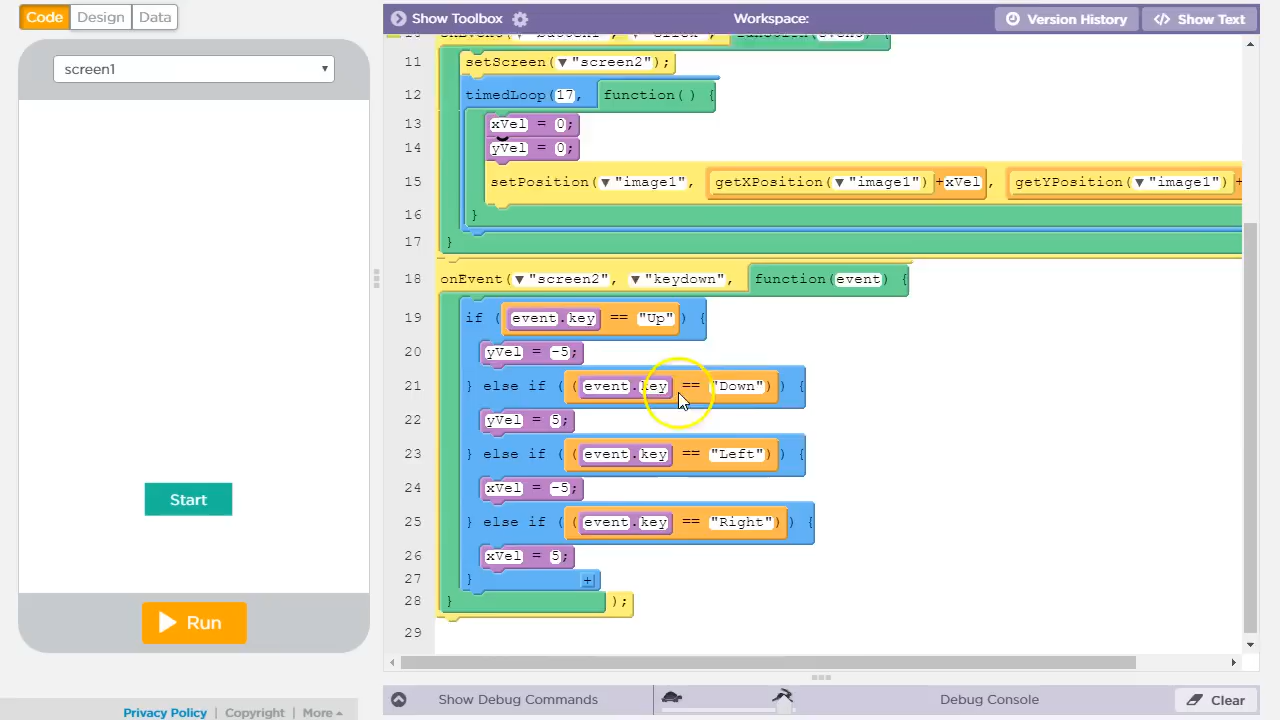 Code Design Data
screen1
Start
Run
Privacy Policy | Copyright | More
Show Toolbox Workspace: Version History </> Show Text
11 setScreen( ▼ "screen2");
12 timedLoop(17, function( ) {
13 xVel = 0;
14 yVel = 0;
15 setPosition( ▼ "image1", getXPosition( ▼ "image1") +xVel , getYPosition( ▼ "image1") +
16 }
17 }
18 onEvent( ▼ "screen2", ▼ "keydown", function(event) {
19 if ( event.key == "Up" ) {
20 yVel = -5;
21 } else if ( ( event.key == "Down") ) {
22 yVel = 5;
23 } else if ( ( event.key == "Left") ) {
24 xVel = -5;
25 } else if ( ( event.key == "Right") ) {
26 xVel = 5;
27 } +
28 } );
29
Show Debug Commands Debug Console Clear